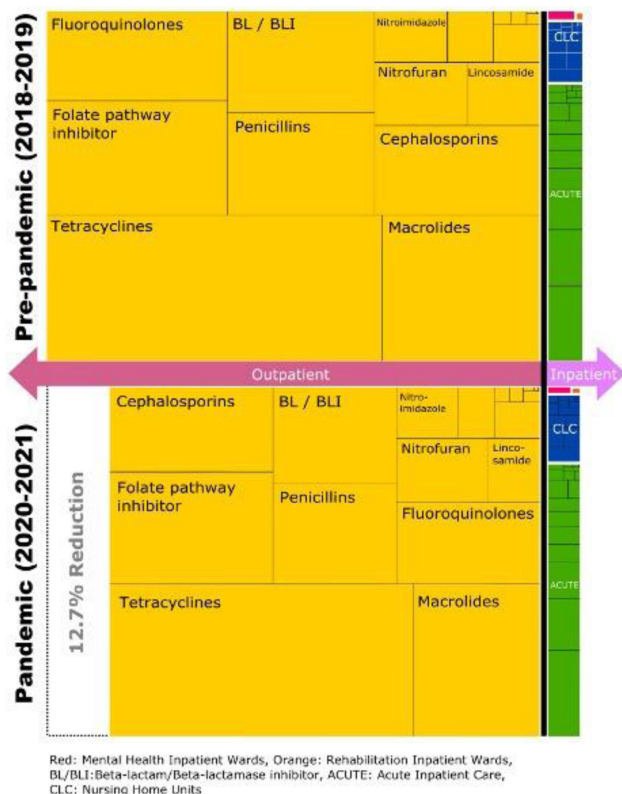 Pre-pandemic (2018-2019)
Fluoroquinolones
BL / BLI
Nitroimidazole
CLC
Nitrofuran
Lincosamide
Folate pathway
inhibitor
Penicillins
Cephalosporins
ACUTE
Tetracyclines
Macrolides
Outpatient
Inpatient
Pandemic (2020-2021)
12.7% Reduction
Cephalosporins
BL / BLI
Nitro-
imidazole
CLC
Nitrofuran
Linco-
samide
Folate pathway
inhibitor
Penicillins
Fluoroquinolones
ACUTE
Tetracyclines
Macrolides
Red: Mental Health Inpatient Wards, Orange: Rehabilitation Inpatient Wards,
BL/BLI:Beta-lactam/Beta-lactamase inhibitor, ACUTE: Acute Inpatient Care,
CLC: Nursing Home Units